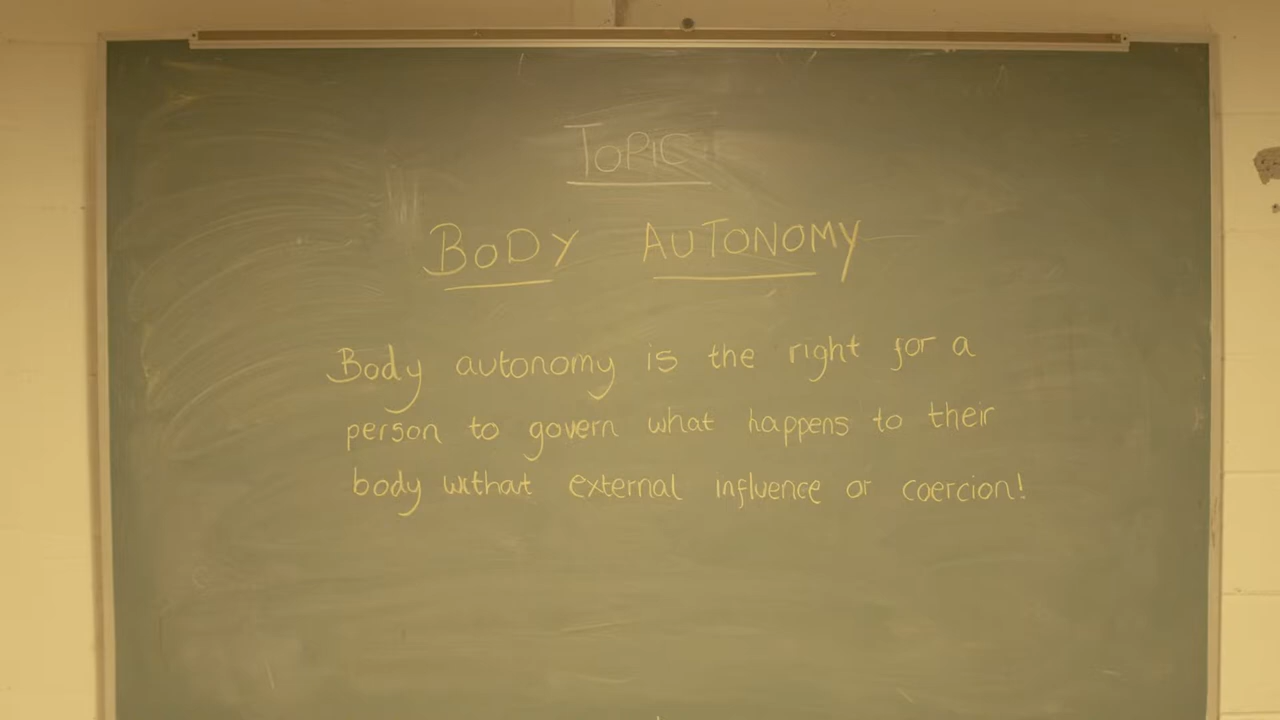 TOPIC
BODY AUTONOMY
Body autonomy is the right for a
person to govern what happens to their
body without external influence or coercion!